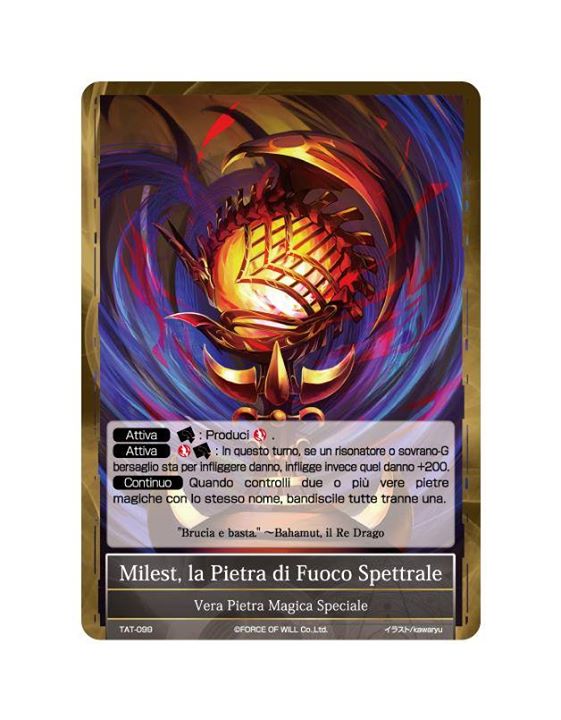 Attiva : Produci .
Attiva : In questo turno, se un risonatore o sovrano-G
bersaglio sta per infliggere danno, infligge invece quel danno +200.
Continuo Quando controlli due o più vere pietre
magiche con lo stesso nome, bandiscile tutte tranne una.
"Brucia e basta." ~Bahamut, il Re Drago
Milest, la Pietra di Fuoco Spettrale
Vera Pietra Magica Speciale
TAT-099 ©FORCE OF WILL Co.,Ltd. イラスト/kawaryu